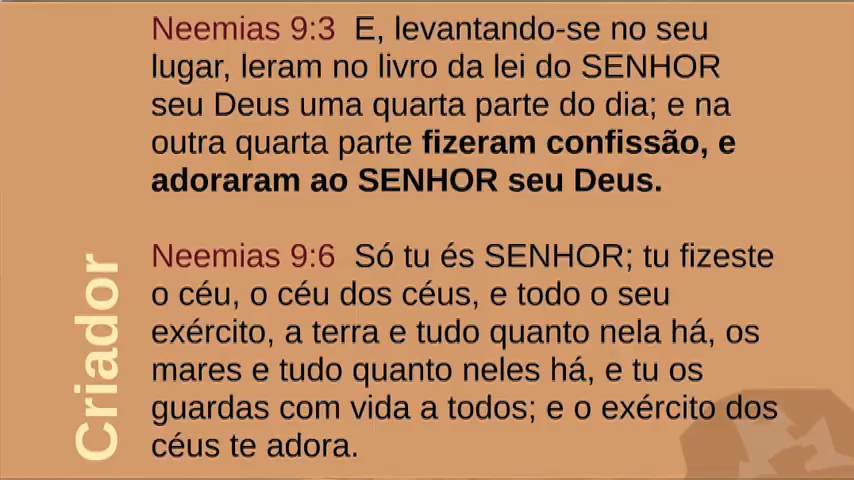 Neemias 9:3 E, levantando-se no seu
lugar, leram no livro da lei do SENHOR
seu Deus uma quarta parte do dia; e na
outra quarta parte fizeram confissão, e
adoraram ao SENHOR seu Deus.
Criador
Neemias 9:6 Só tu és SENHOR; tu fizeste
o céu, o céu dos céus, e todo o seu
exército, a terra e tudo quanto nela há, os
mares e tudo quanto neles há, e tu os
guardas com vida a todos; e o exército dos
céus te adora.